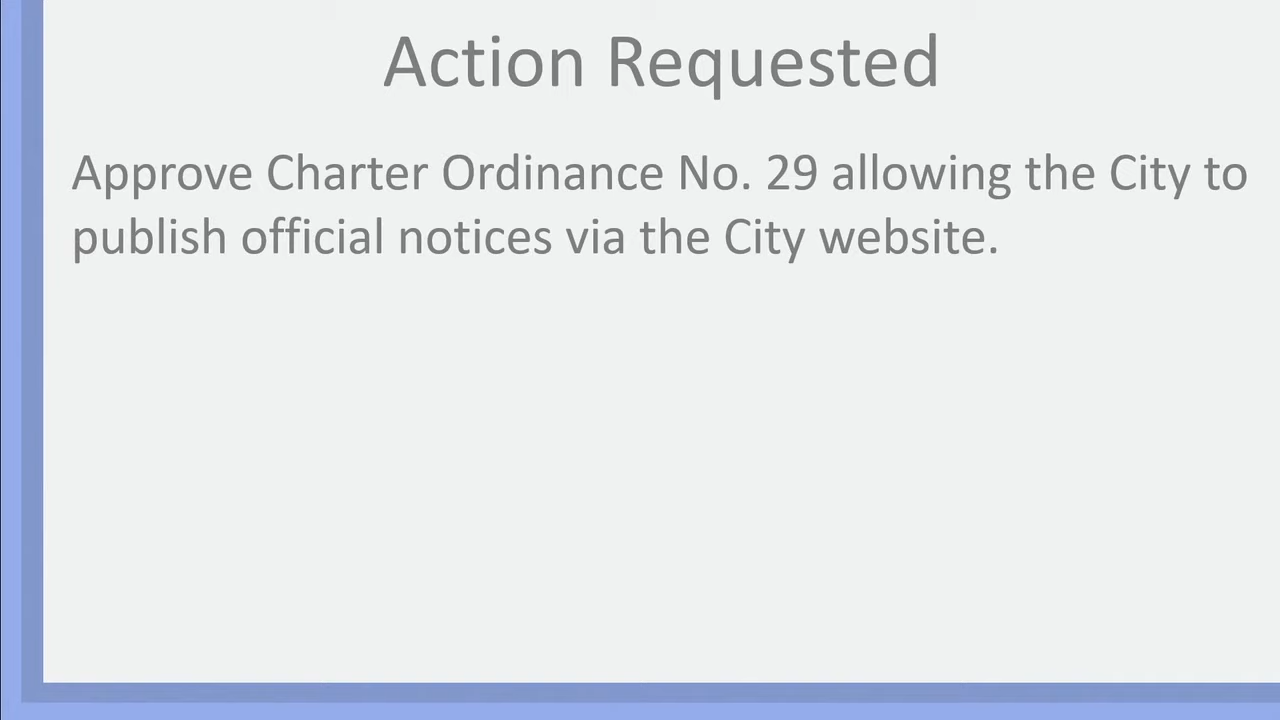 Action Requested
Approve Charter Ordinance No. 29 allowing the City to
publish official notices via the City website.